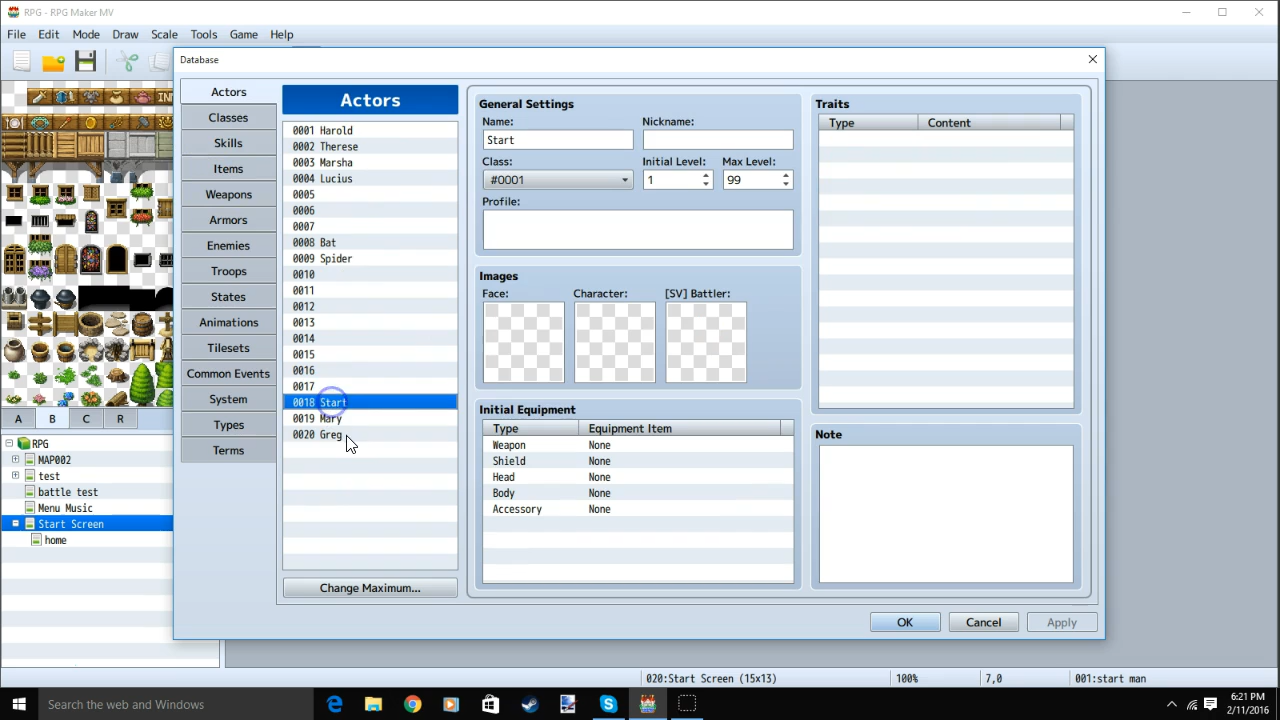 RPG - RPG Maker MV
File Edit Mode Draw Scale Tools Game Help
Database
Actors
Classes
Skills
Items
Weapons
Armors
Enemies
Troops
States
Animations
Tilesets
Common Events
System
Types
Terms
Actors
0001 Harold
0002 Therese
0003 Marsha
0004 Lucius
0005
0006
0007
0008 Bat
0009 Spider
0010
0011
0012
0013
0014
0015
0016
0017
0018 Start
0019 Mary
0020 Greg
Change Maximum...
General Settings
Name: Nickname:
Start
Class: Initial Level: Max Level:
#0001 1 99
Profile:
Images
Face: Character: [SV] Battler:
Initial Equipment
Type Equipment Item
Weapon None
Shield None
Head None
Body None
Accessory None
Traits
Type Content
Note
OK Cancel Apply
A B C R
RPG
MAP002
test
battle test
Menu Music
Start Screen
home
020:Start Screen (15x13) 100% 7,0 001:start man
Search the web and Windows
6:21 PM
2/11/2016